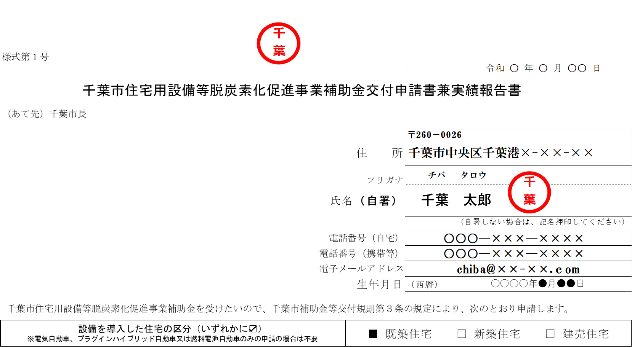 千葉
様式第１号
令和 〇 年 〇 月 〇〇 日
千葉市住宅用設備等脱炭素化促進事業補助金交付申請書兼実績報告書
（あて先）千葉市長
〒260－0026
住　所 千葉市中央区千葉港×-××-××
フリガナ チバ タロウ
氏名（自署） 千葉 太郎 千葉
（自署しない場合は、記名押印してください）
電話番号（自宅） 〇〇〇―×××―××××
電話番号（携帯等） 〇〇〇―×××―××××
電子メールアドレス chiba@××-××.com
生年月日 （西暦） 〇〇〇〇年●月●●日
千葉市住宅用設備等脱炭素化促進事業補助金を受けたいので、千葉市補助金等交付規則第３条の規定により、次のとおり申請します。
設備を導入した住宅の区分（いずれかに☑） ■ 既築住宅 □ 新築住宅 □ 建売住宅
※電気自動車、プラグインハイブリッド自動車又は燃料電池自動車のみの申請の場合は不要